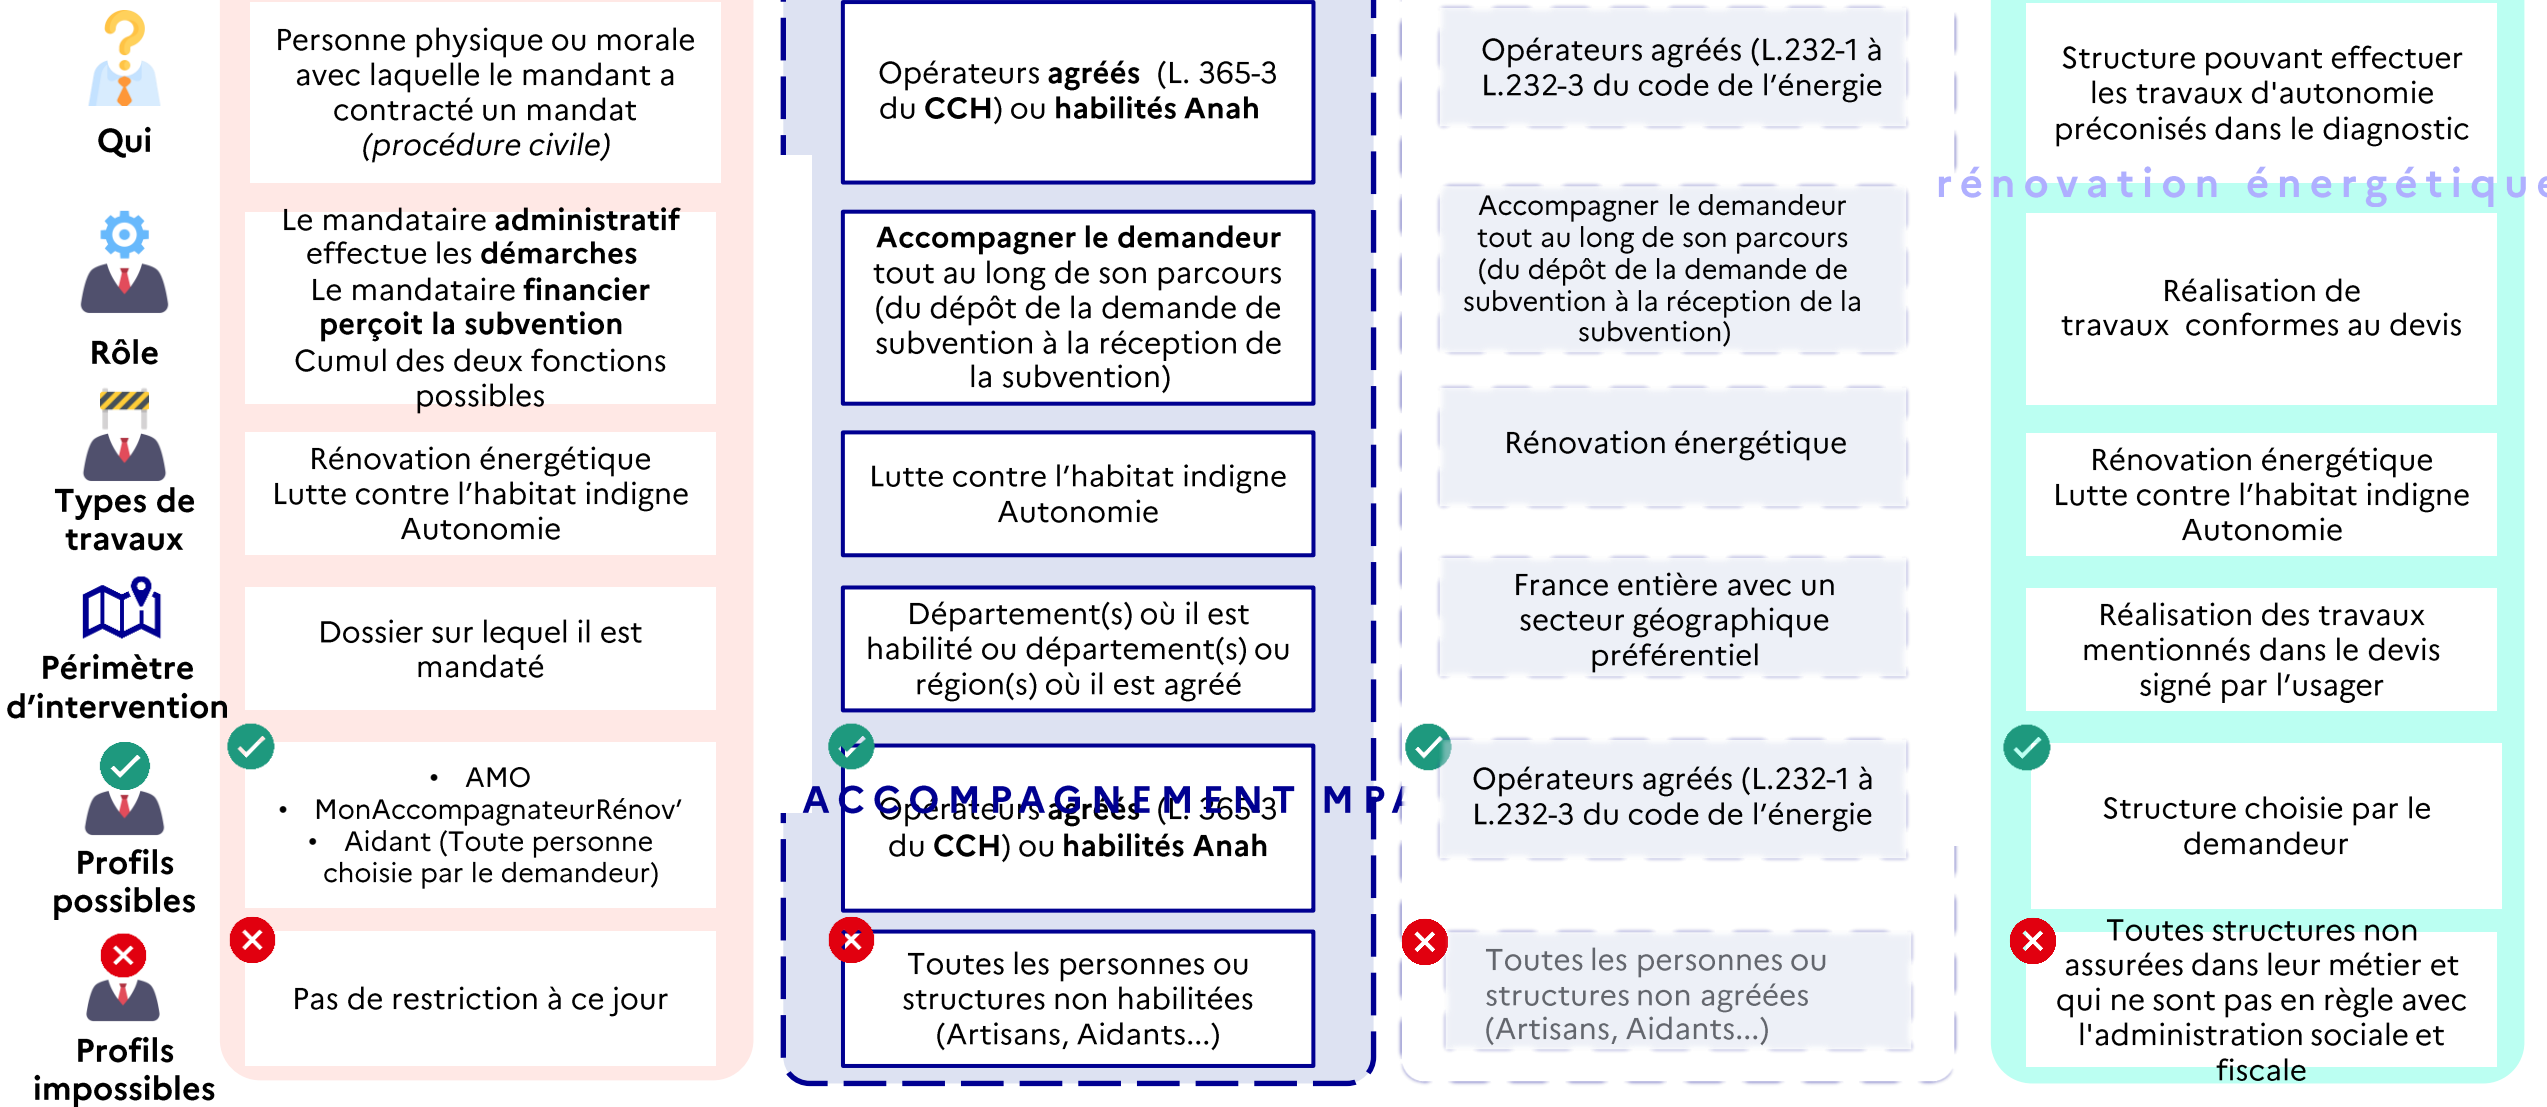 Qui
Personne physique ou morale
avec laquelle le mandant a
contracté un mandat
(procédure civile)
Opérateurs agréés (L. 365-3
du CCH) ou habilités Anah
Opérateurs agréés (L.232-1 à
L.232-3 du code de l’énergie
Structure pouvant effectuer
les travaux d'autonomie
préconisés dans le diagnostic
rénovation énergétique
Rôle
Le mandataire administratif
effectue les démarches
Le mandataire financier
perçoit la subvention
Cumul des deux fonctions
possibles
Accompagner le demandeur
tout au long de son parcours
(du dépôt de la demande de
subvention à la réception de
la subvention)
Accompagner le demandeur
tout au long de son parcours
(du dépôt de la demande de
subvention à la réception de la
subvention)
Réalisation de
travaux conformes au devis
Types de
travaux
Rénovation énergétique
Lutte contre l’habitat indigne
Autonomie
Lutte contre l’habitat indigne
Autonomie
Rénovation énergétique
Rénovation énergétique
Lutte contre l’habitat indigne
Autonomie
Périmètre
d’intervention
Dossier sur lequel il est
mandaté
Département(s) où il est
habilité ou département(s) ou
région(s) où il est agréé
France entière avec un
secteur géographique
préférentiel
Réalisation des travaux
mentionnés dans le devis
signé par l’usager
Profils
possibles
• AMO
• MonAccompagnateurRénov’
• Aidant (Toute personne
choisie par le demandeur)
ACCOMPAGNEMENT MPA
Opérateurs agréés (L. 365-3
du CCH) ou habilités Anah
Opérateurs agréés (L.232-1 à
L.232-3 du code de l’énergie
Structure choisie par le
demandeur
Profils
impossibles
Pas de restriction à ce jour
Toutes les personnes ou
structures non habilitées
(Artisans, Aidants...)
Toutes les personnes ou
structures non agréées
(Artisans, Aidants...)
Toutes structures non
assurées dans leur métier et
qui ne sont pas en règle avec
l'administration sociale et
fiscale